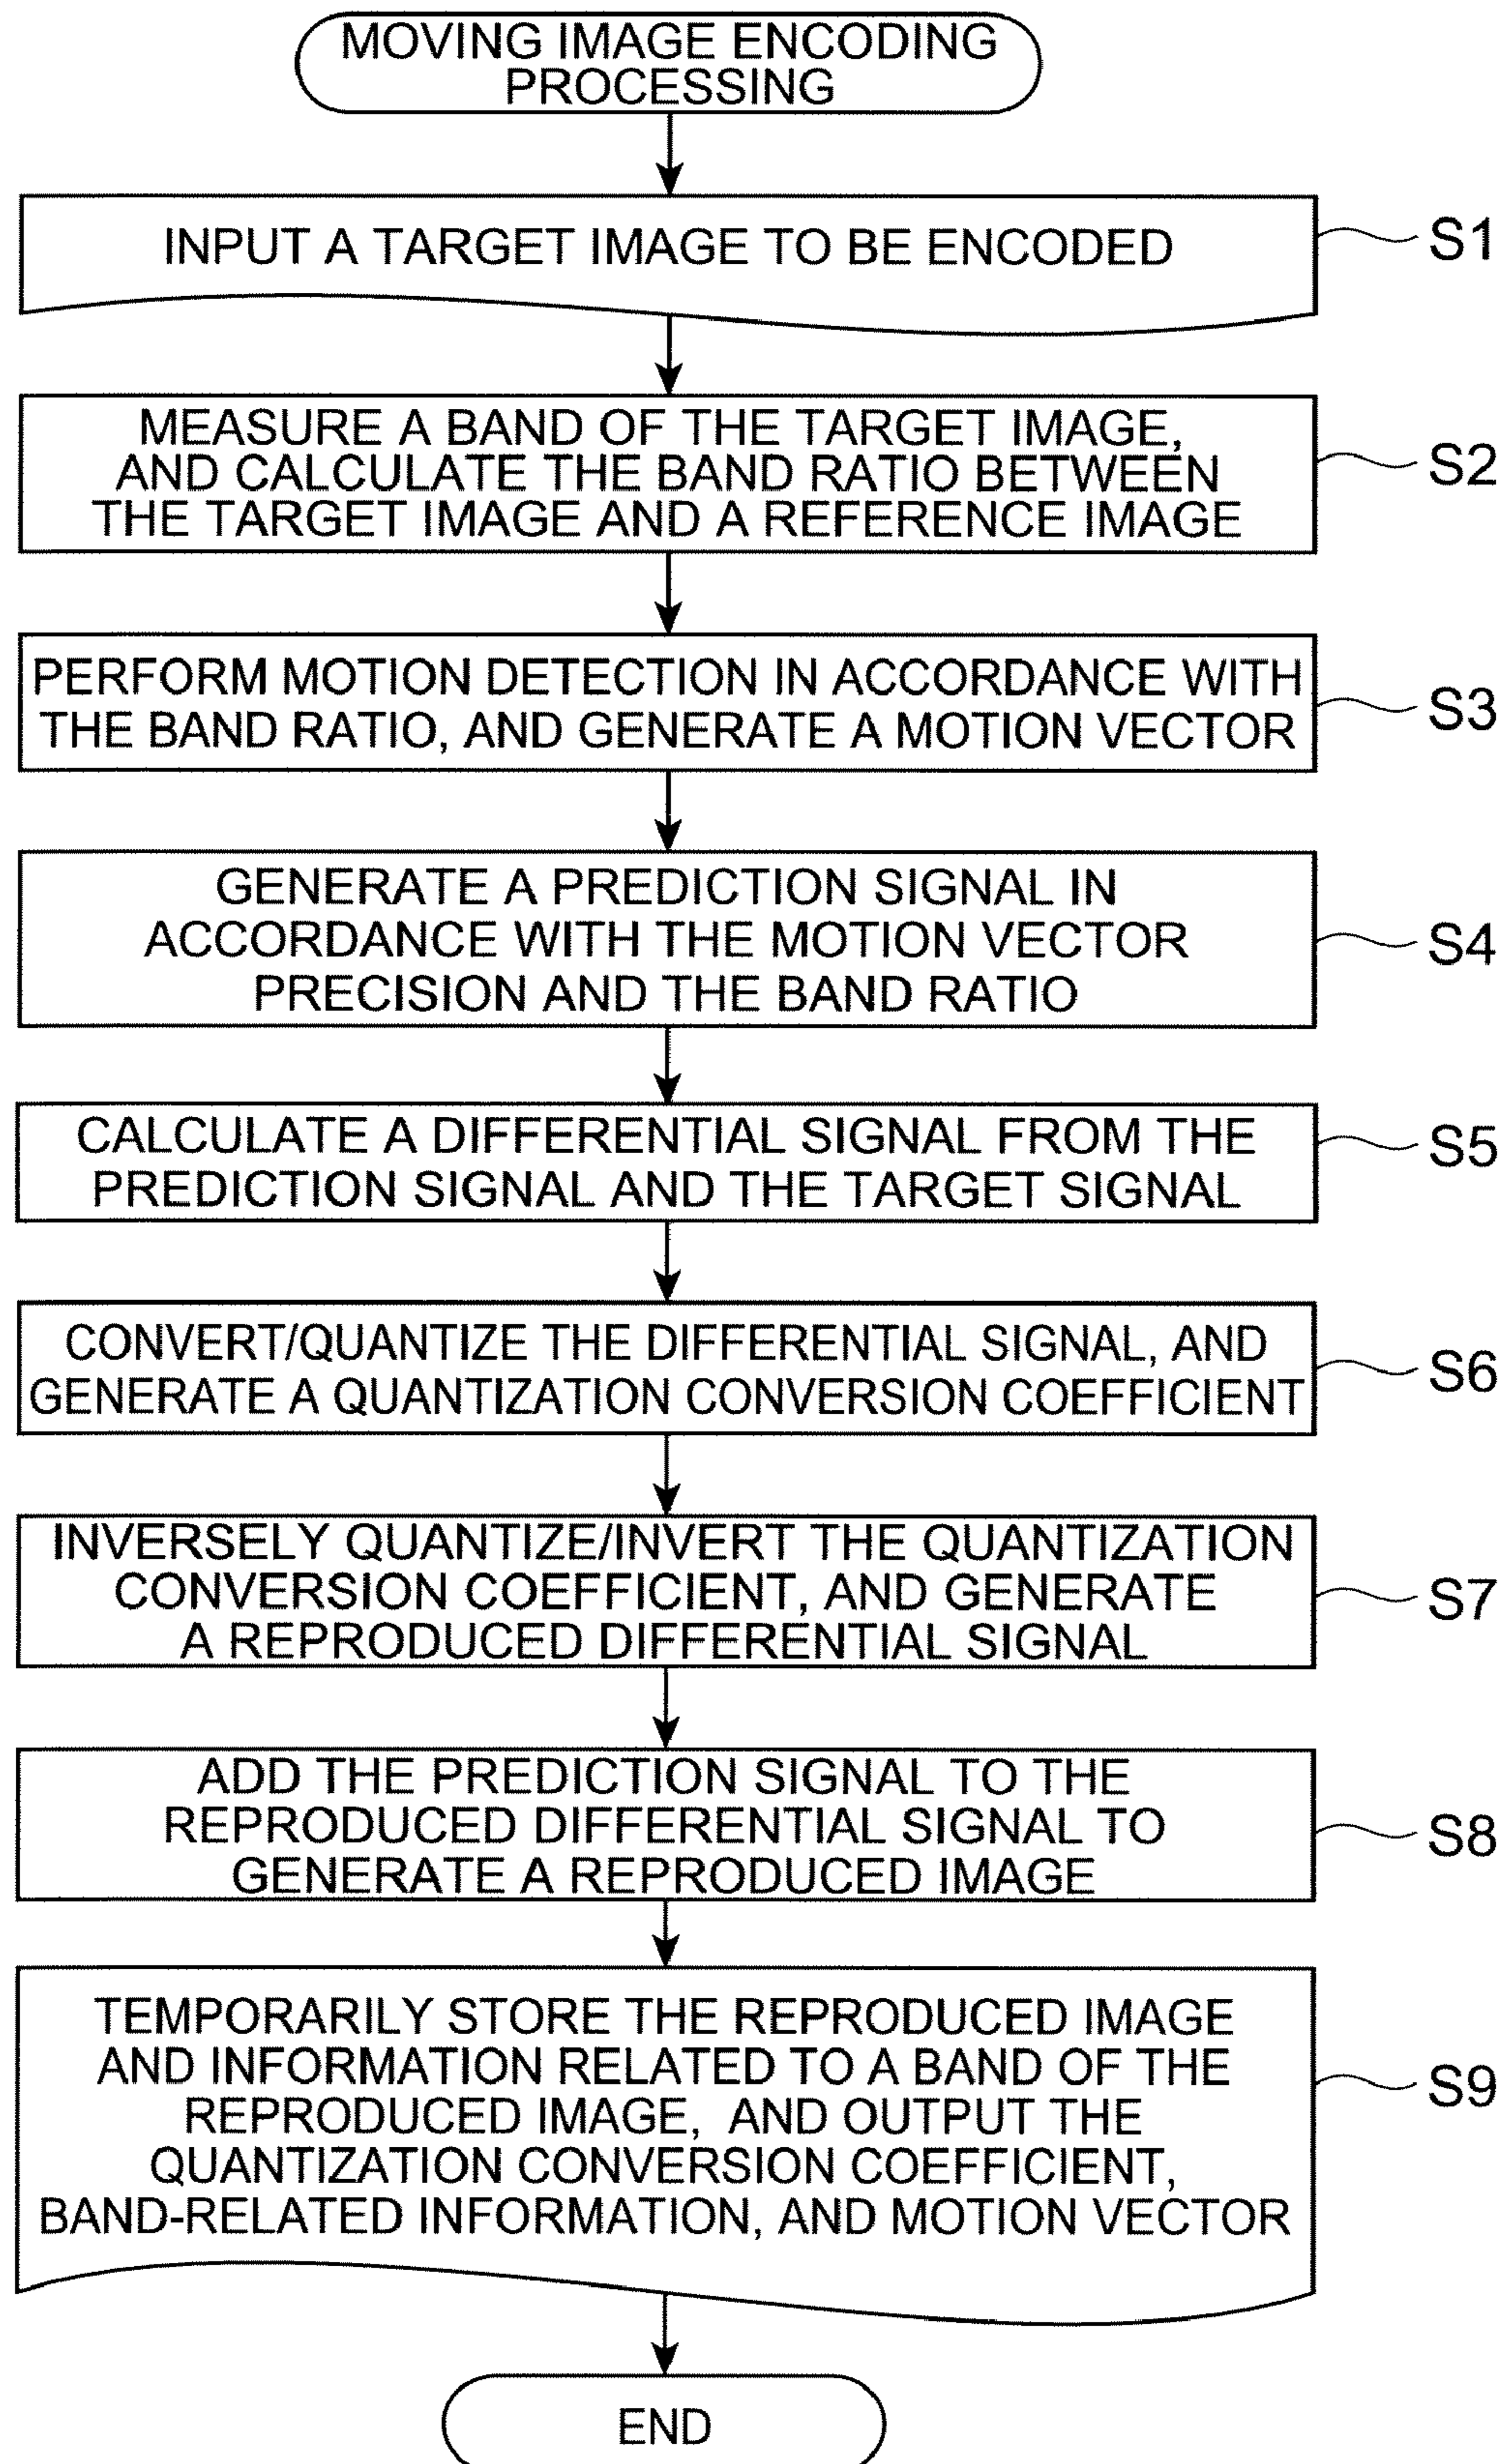 MOVING IMAGE ENCODING
PROCESSING
INPUT A TARGET IMAGE TO BE ENCODED
S1
MEASURE A BAND OF THE TARGET IMAGE,
AND CALCULATE THE BAND RATIO BETWEEN
THE TARGET IMAGE AND A REFERENCE IMAGE
S2
PERFORM MOTION DETECTION IN ACCORDANCE WITH
THE BAND RATIO, AND GENERATE A MOTION VECTOR
S3
GENERATE A PREDICTION SIGNAL IN
ACCORDANCE WITH THE MOTION VECTOR
PRECISION AND THE BAND RATIO
S4
CALCULATE A DIFFERENTIAL SIGNAL FROM THE
PREDICTION SIGNAL AND THE TARGET SIGNAL
S5
CONVERT/QUANTIZE THE DIFFERENTIAL SIGNAL, AND
GENERATE A QUANTIZATION CONVERSION COEFFICIENT
S6
INVERSELY QUANTIZE/INVERT THE QUANTIZATION
CONVERSION COEFFICIENT, AND GENERATE
A REPRODUCED DIFFERENTIAL SIGNAL
S7
ADD THE PREDICTION SIGNAL TO THE
REPRODUCED DIFFERENTIAL SIGNAL TO
GENERATE A REPRODUCED IMAGE
S8
TEMPORARILY STORE THE REPRODUCED IMAGE
AND INFORMATION RELATED TO A BAND OF THE
REPRODUCED IMAGE, AND OUTPUT THE
QUANTIZATION CONVERSION COEFFICIENT,
BAND-RELATED INFORMATION, AND MOTION VECTOR
S9
END